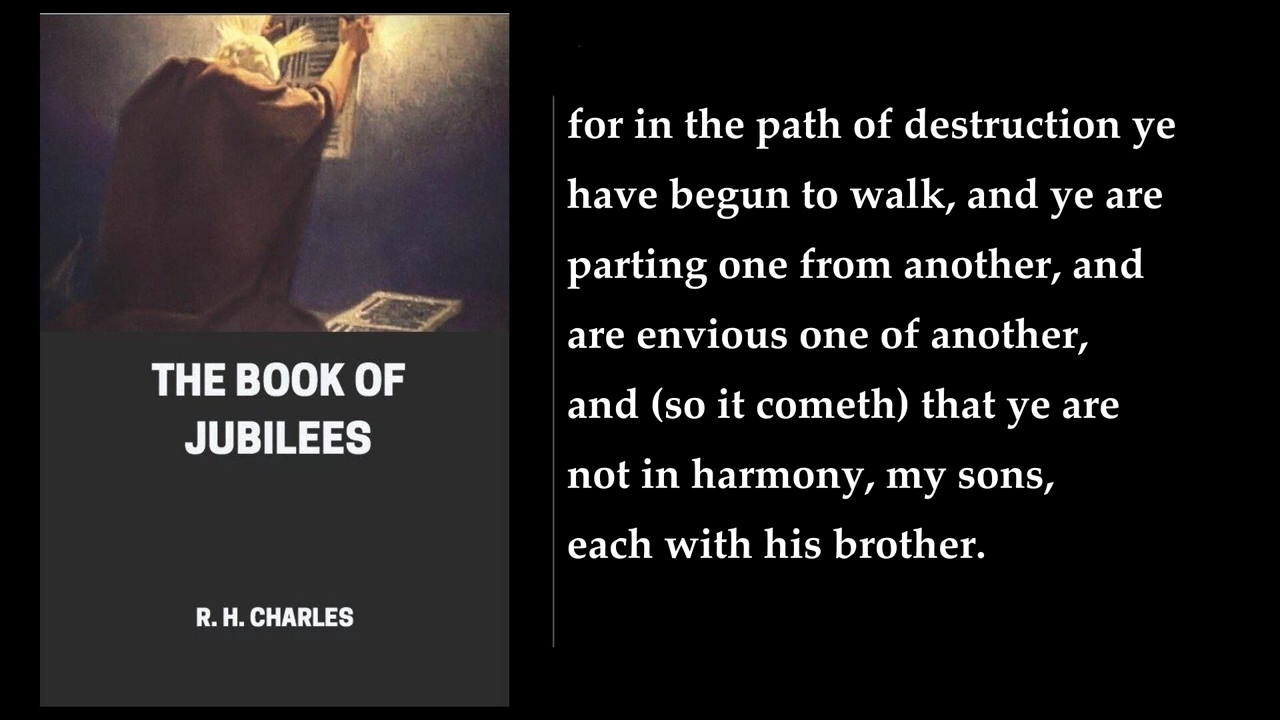 THE BOOK OF
JUBILEES
R. H. CHARLES
for in the path of destruction ye
have begun to walk, and ye are
parting one from another, and
are envious one of another,
and (so it cometh) that ye are
not in harmony, my sons,
each with his brother.